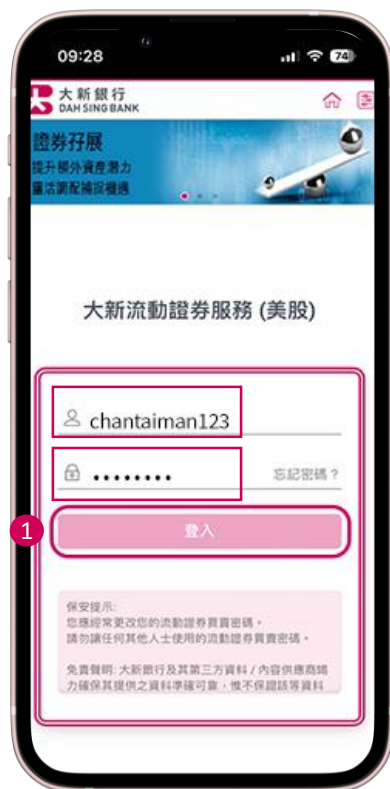 09:28
74
大新銀行
DAH SING BANK
證券孖展
提升額外資產潛力
靈活調配捕捉機遇
大新流動證券服務 (美股)
chantaiman123
••••••••
忘記密碼？
1
登入
保安提示:
您應經常更改您的流動證券買賣密碼。
請勿讓任何其他人士使用的流動證券買賣密碼。
免責聲明: 大新銀行及其第三方資料 / 內容供應商竭
力確保其提供之資料準確可靠，惟不保證該等資料